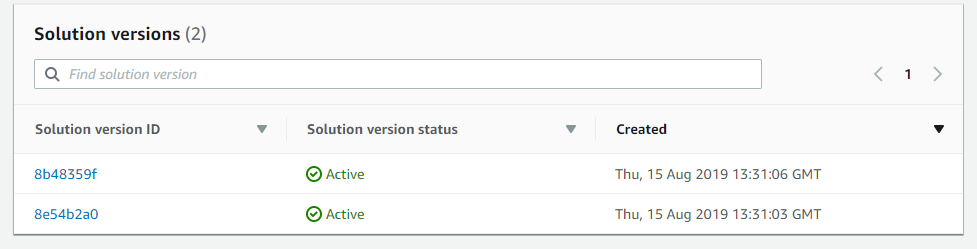 Solution versions (2)
Find solution version
1
Solution version ID Solution version status Created
8b48359f Active Thu, 15 Aug 2019 13:31:06 GMT
8e54b2a0 Active Thu, 15 Aug 2019 13:31:03 GMT